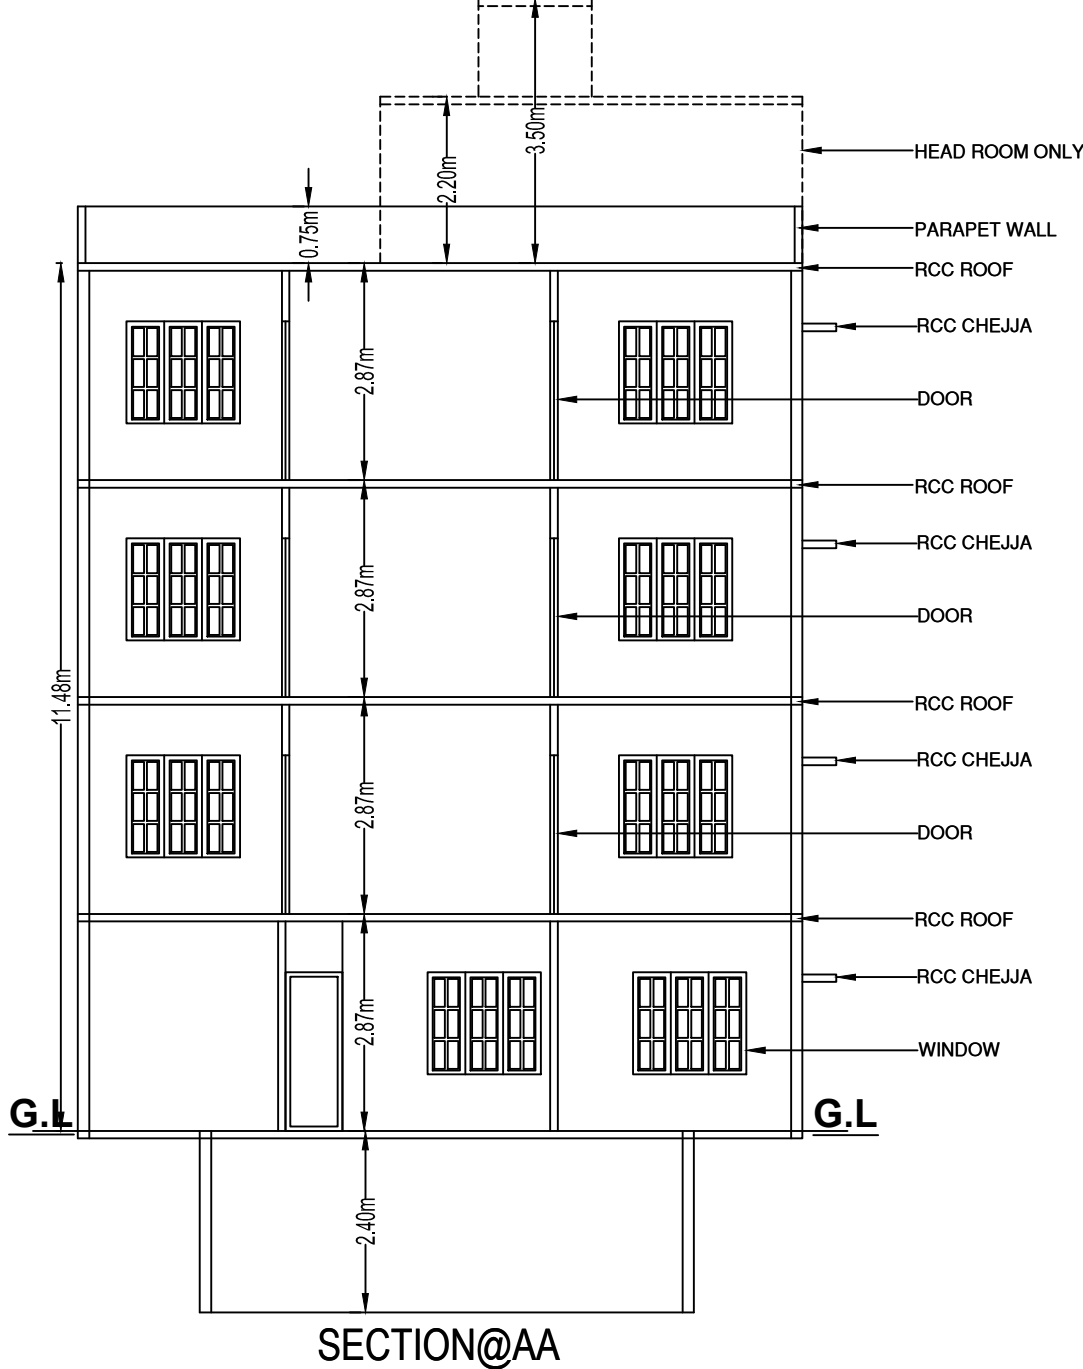 3.50m
HEAD ROOM ONLY
2.20m
0.75m
PARAPET WALL
RCC ROOF
RCC CHEJJA
2.87m
DOOR
RCC ROOF
RCC CHEJJA
2.87m
DOOR
11.48m
RCC ROOF
RCC CHEJJA
2.87m
DOOR
RCC ROOF
RCC CHEJJA
2.87m
WINDOW
G.L G.L
2.40m
SECTION@AA